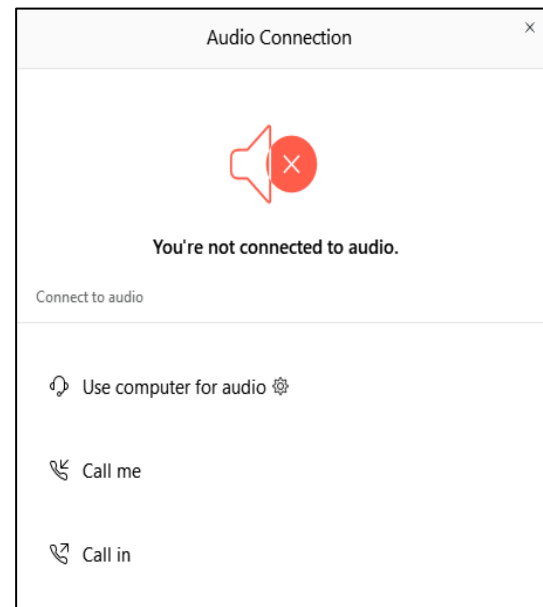 Audio Connection
You're not connected to audio.
Connect to audio
Use computer for audio
Call me
Call in